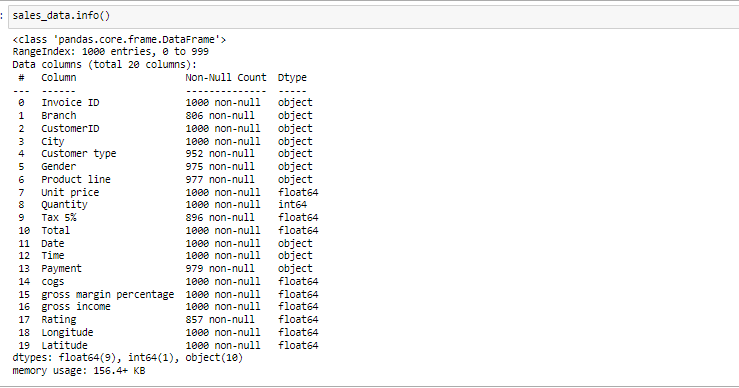 : sales_data.info()
<class 'pandas.core.frame.DataFrame'>
RangeIndex: 1000 entries, 0 to 999
Data columns (total 20 columns):
 #   Column                   Non-Null Count  Dtype
---  ------                   --------------  -----
 0   Invoice ID               1000 non-null   object
 1   Branch                   806 non-null    object
 2   CustomerID               1000 non-null   object
 3   City                     1000 non-null   object
 4   Customer type            952 non-null    object
 5   Gender                   975 non-null    object
 6   Product line             977 non-null    object
 7   Unit price               1000 non-null   float64
 8   Quantity                 1000 non-null   int64
 9   Tax 5%                   896 non-null    float64
 10  Total                    1000 non-null   float64
 11  Date                     1000 non-null   object
 12  Time                     1000 non-null   object
 13  Payment                  979 non-null    object
 14  cogs                     1000 non-null   float64
 15  gross margin percentage  1000 non-null   float64
 16  gross income             1000 non-null   float64
 17  Rating                   857 non-null    float64
 18  Longitude                1000 non-null   float64
 19  Latitude                 1000 non-null   float64
dtypes: float64(9), int64(1), object(10)
memory usage: 156.4+ KB